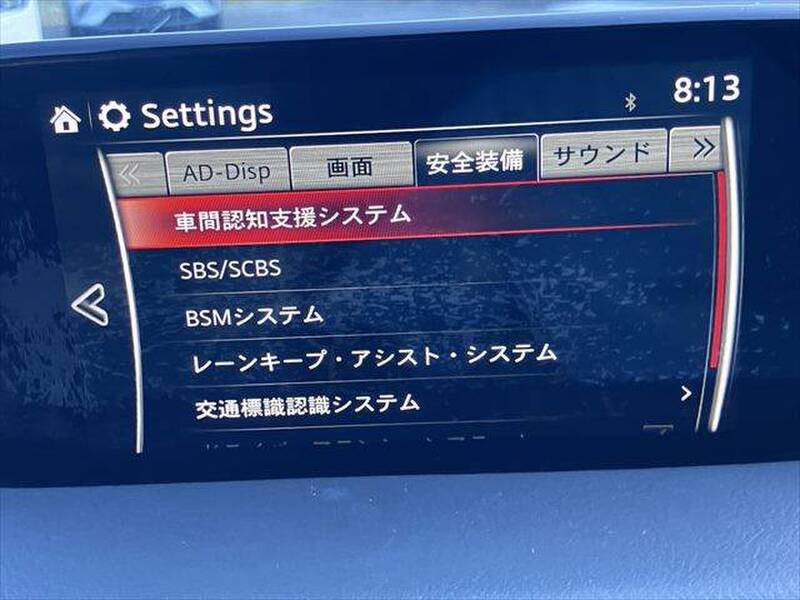 Settings
8:13
AD-Disp 画面 安全装備 サウンド
車間認知支援システム
SBS/SCBS
BSMシステム
レーンキープ・アシスト・システム
交通標識認識システム